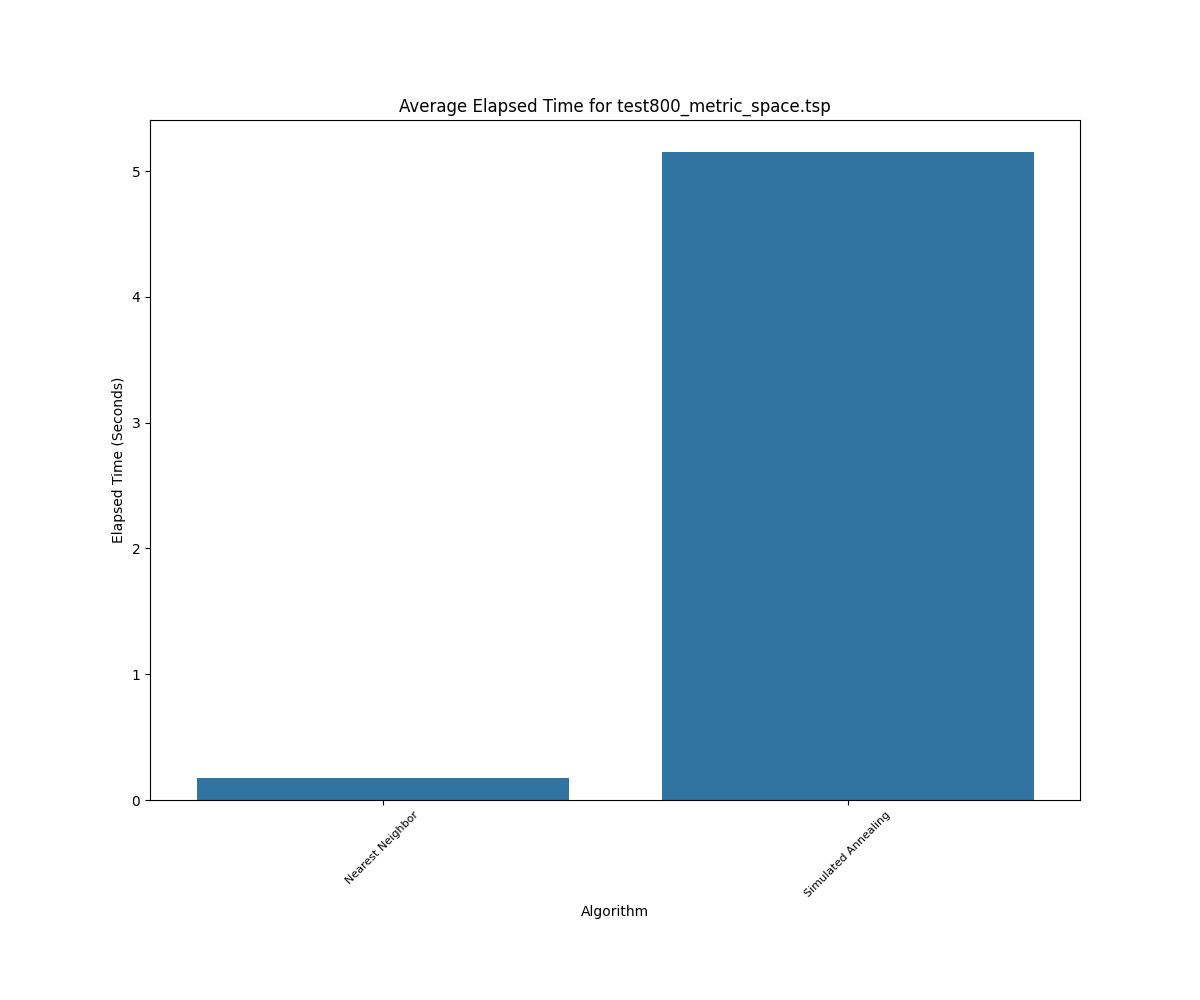 Average Elapsed Time for test800_metric_space.tsp
5
4
3
2
1
0
Elapsed Time (Seconds)
Nearest Neighbor
Simulated Annealing
Algorithm